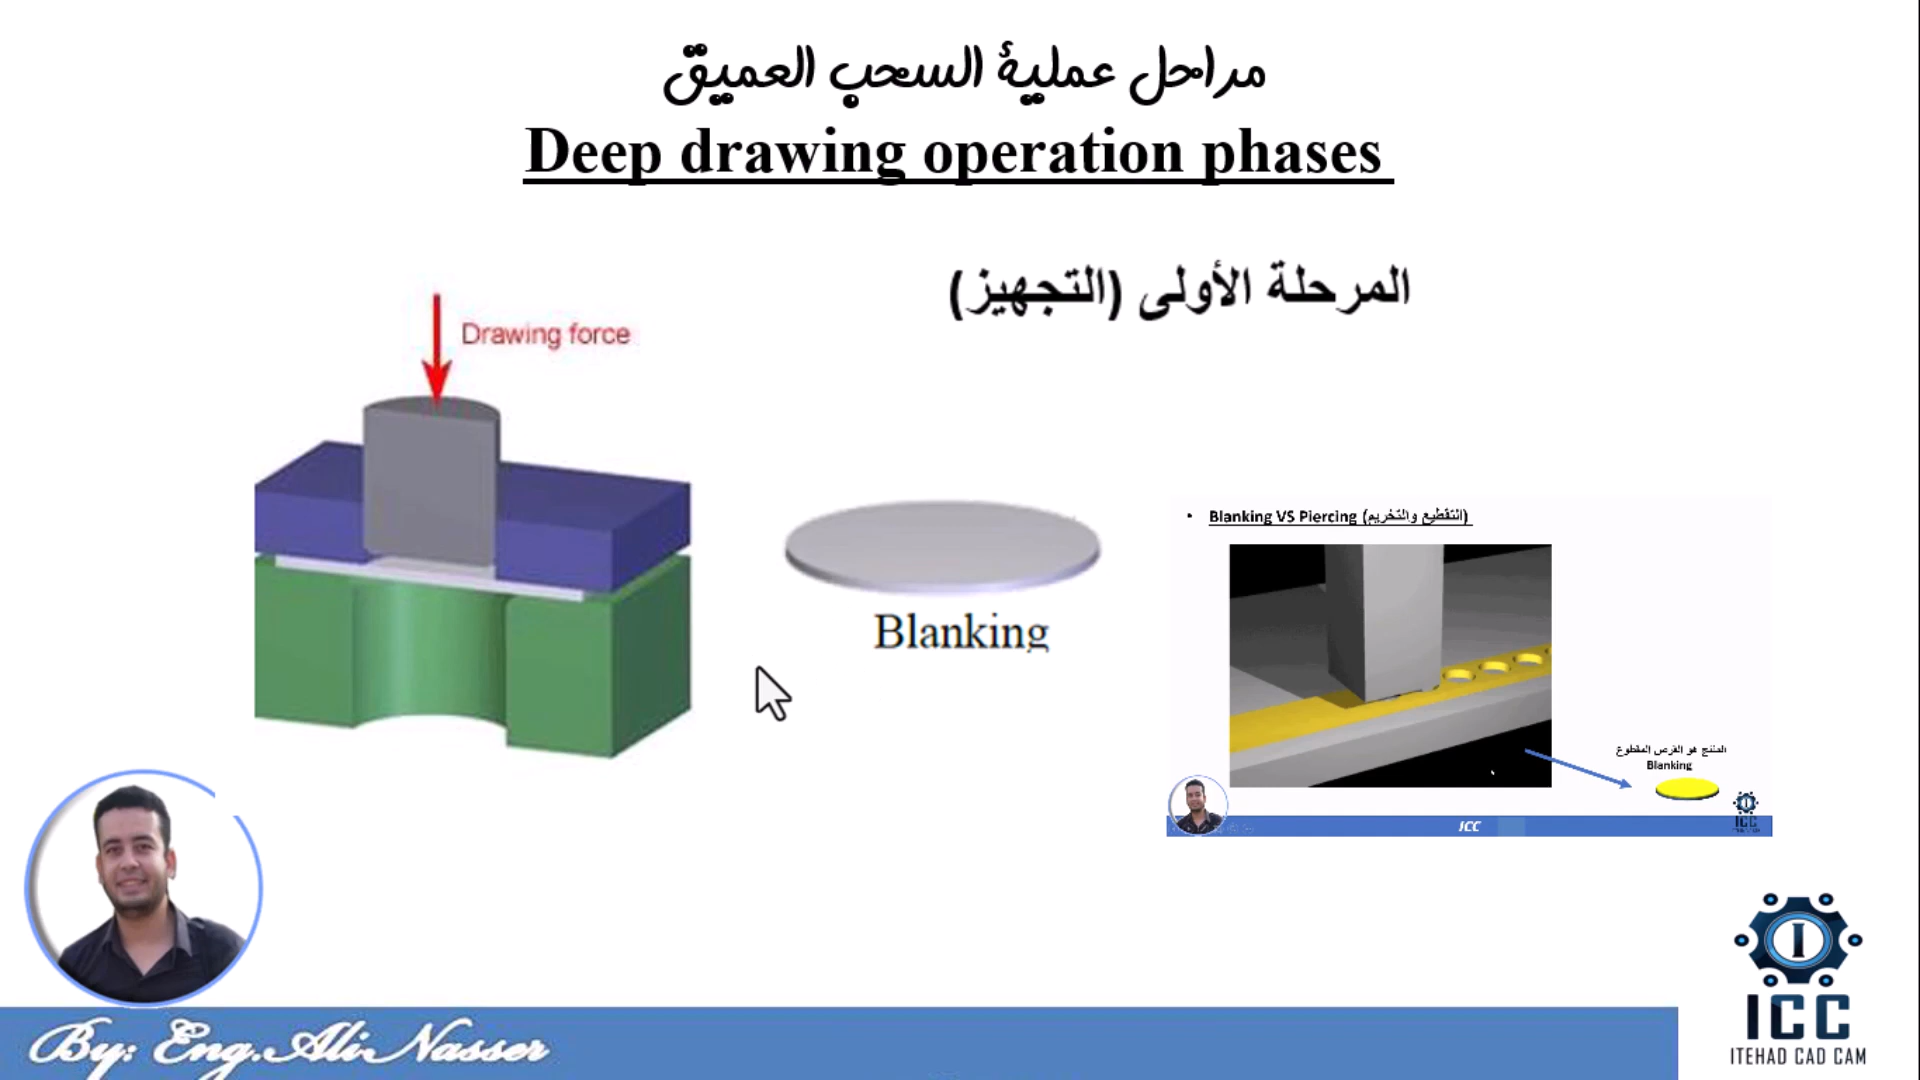 مراحل عملية السحب العميق
Deep drawing operation phases
المرحلة الأولى (التجهيز)
Drawing force
Blanking
• Blanking VS Piercing (التقطيع والتخريم)
المنتج هو القرص المقطوع
Blanking
ICC
ICC
By: Eng.Ali Nasser
I
ICC
ITEHAD CAD CAM